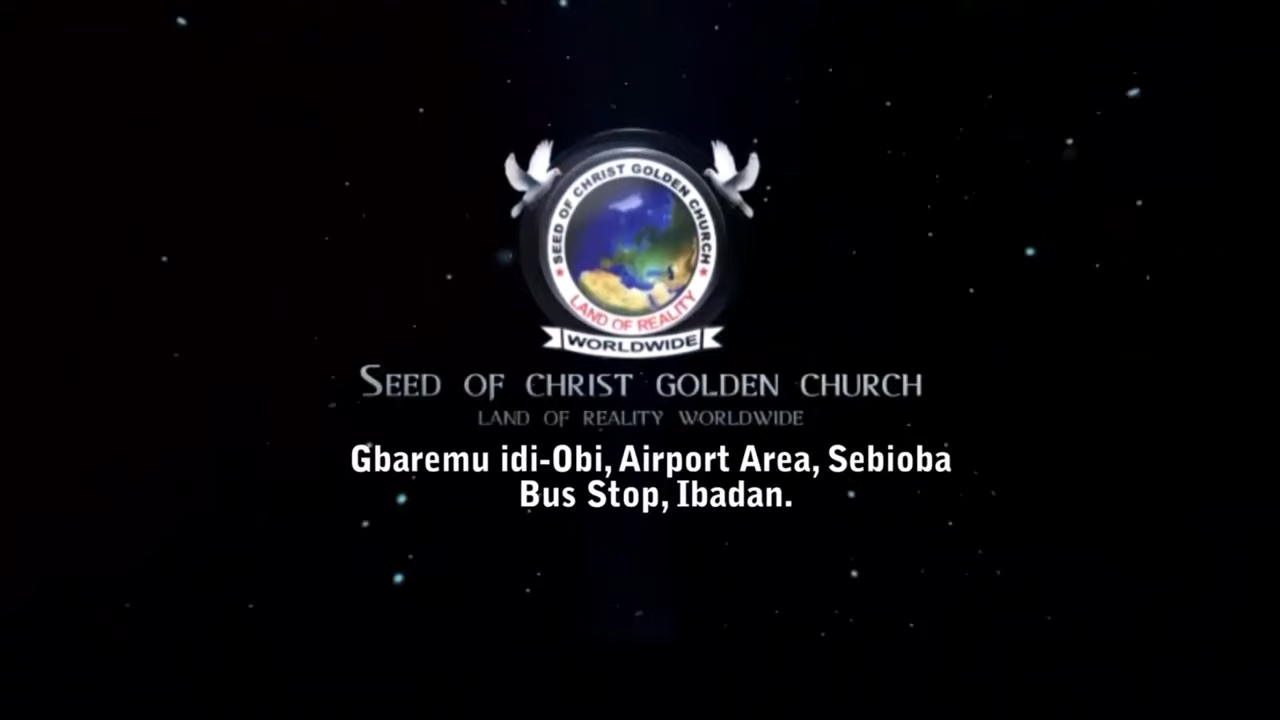 SEED OF CHRIST GOLDEN CHURCH
LAND OF REALITY
WORLDWIDE
SEED OF CHRIST GOLDEN CHURCH
LAND OF REALITY WORLDWIDE
Gbaremu idi-Obi, Airport Area, Sebioba
Bus Stop, Ibadan.